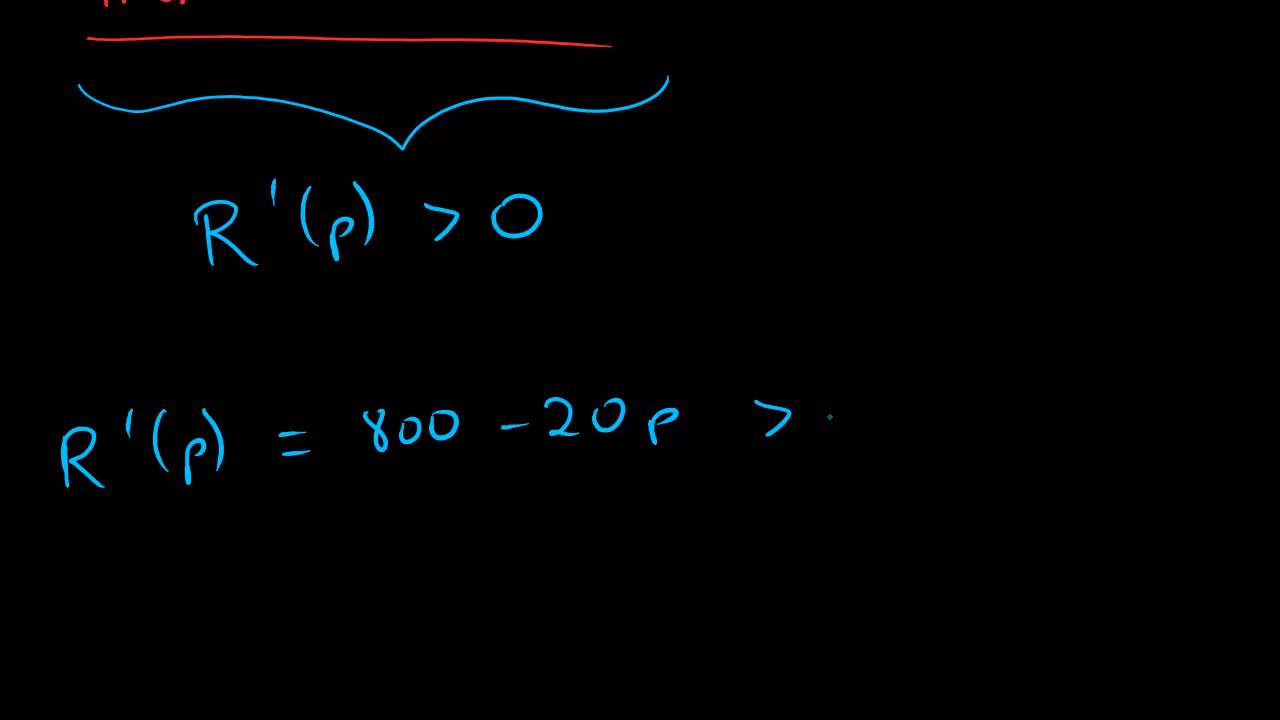 R'(p) > 0
R'(p) = 800 - 20p >